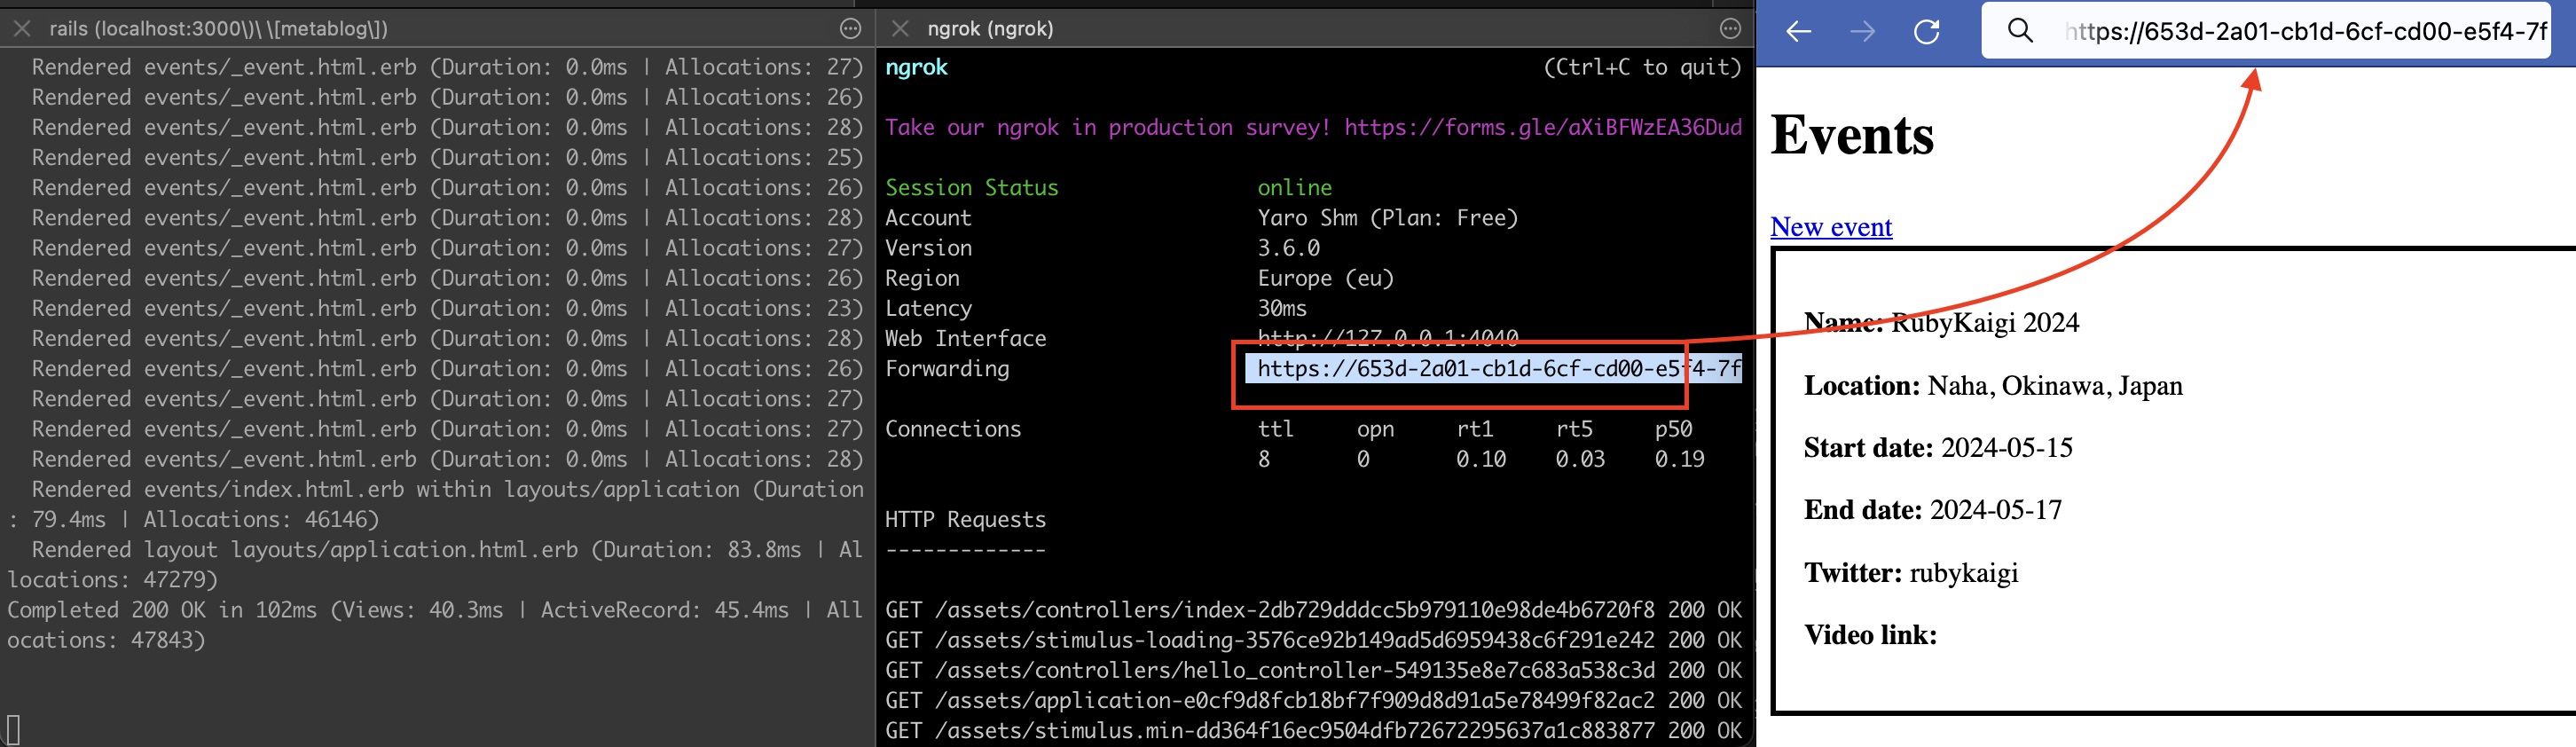 rails (localhost:3000\)\ \[metablog\])
Rendered events/_event.html.erb (Duration: 0.0ms | Allocations: 27)
Rendered events/_event.html.erb (Duration: 0.0ms | Allocations: 26)
Rendered events/_event.html.erb (Duration: 0.0ms | Allocations: 28)
Rendered events/_event.html.erb (Duration: 0.0ms | Allocations: 25)
Rendered events/_event.html.erb (Duration: 0.0ms | Allocations: 26)
Rendered events/_event.html.erb (Duration: 0.0ms | Allocations: 28)
Rendered events/_event.html.erb (Duration: 0.0ms | Allocations: 27)
Rendered events/_event.html.erb (Duration: 0.0ms | Allocations: 26)
Rendered events/_event.html.erb (Duration: 0.0ms | Allocations: 23)
Rendered events/_event.html.erb (Duration: 0.0ms | Allocations: 28)
Rendered events/_event.html.erb (Duration: 0.0ms | Allocations: 26)
Rendered events/_event.html.erb (Duration: 0.0ms | Allocations: 27)
Rendered events/_event.html.erb (Duration: 0.0ms | Allocations: 27)
Rendered events/_event.html.erb (Duration: 0.0ms | Allocations: 28)
Rendered events/index.html.erb within layouts/application (Duration
: 79.4ms | Allocations: 46146)
Rendered layout layouts/application.html.erb (Duration: 83.8ms | Al
locations: 47279)
Completed 200 OK in 102ms (Views: 40.3ms | ActiveRecord: 45.4ms | All
ocations: 47843)
ngrok (ngrok)
ngrok (Ctrl+C to quit)
Take our ngrok in production survey! https://forms.gle/aXiBFWzEA36Dud
Session Status online
Account Yaro Shm (Plan: Free)
Version 3.6.0
Region Europe (eu)
Latency 30ms
Web Interface http://127.0.0.1:4040
Forwarding https://653d-2a01-cb1d-6cf-cd00-e5f4-7f
Connections ttl opn rt1 rt5 p50
8 0 0.10 0.03 0.19
HTTP Requests
-------------
GET /assets/controllers/index-2db729dddcc5b979110e98de4b6720f8 200 OK
GET /assets/stimulus-loading-3576ce92b149ad5d6959438c6f291e242 200 OK
GET /assets/controllers/hello_controller-549135e8e7c683a538c3d 200 OK
GET /assets/application-e0cf9d8fcb18bf7f909d8d91a5e78499f82ac2 200 OK
GET /assets/stimulus.min-dd364f16ec9504dfb72672295637a1c883877 200 OK
https://653d-2a01-cb1d-6cf-cd00-e5f4-7f
Events
New event
Name: RubyKaigi 2024
Location: Naha, Okinawa, Japan
Start date: 2024-05-15
End date: 2024-05-17
Twitter: rubykaigi
Video link: